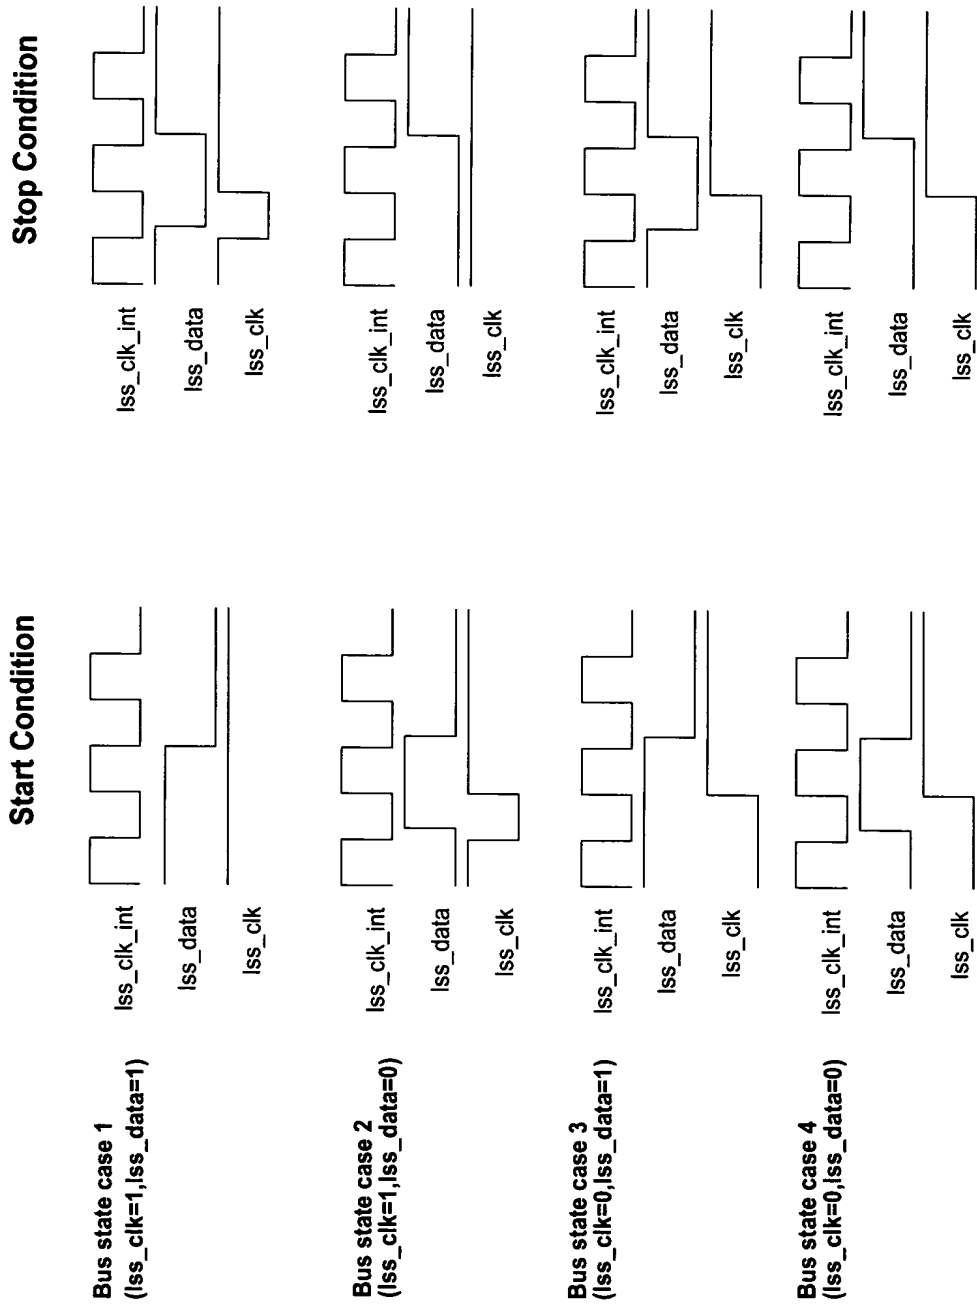 Start Condition
Stop Condition
Bus state case 1
(lss_clk=1,lss_data=1)
lss_clk_int
lss_data
lss_clk
lss_clk_int
lss_data
lss_clk
Bus state case 2
(lss_clk=1,lss_data=0)
lss_clk_int
lss_data
lss_clk
lss_clk_int
lss_data
lss_clk
Bus state case 3
(lss_clk=0,lss_data=1)
lss_clk_int
lss_data
lss_clk
lss_clk_int
lss_data
lss_clk
Bus state case 4
(lss_clk=0,lss_data=0)
lss_clk_int
lss_data
lss_clk
lss_clk_int
lss_data
lss_clk